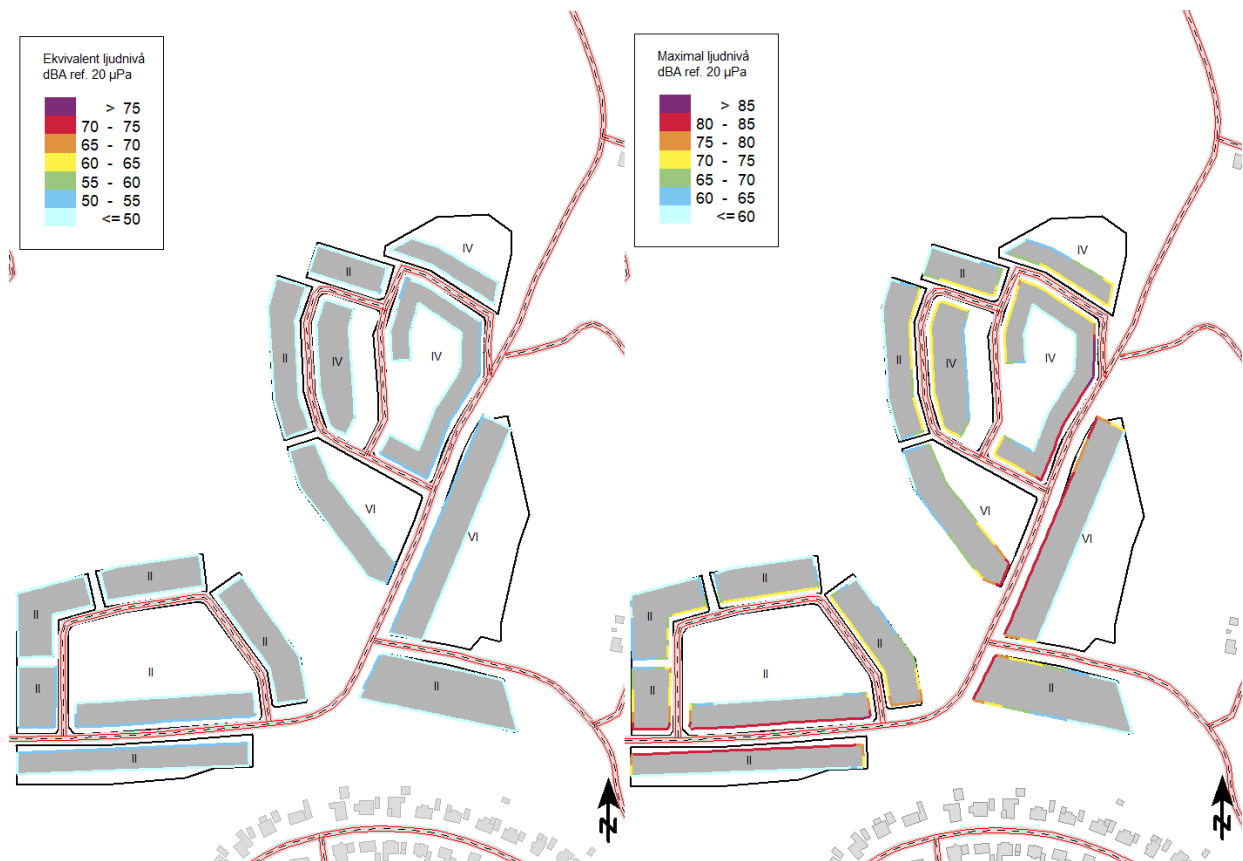 Ekvivalent ljudnivå
dBA ref. 20 µPa
> 75
70 - 75
65 - 70
60 - 65
55 - 60
50 - 55
<= 50
IV
II
II
IV
IV
VI
VI
II
II
II
II
II
II
II
N
Maximal ljudnivå
dBA ref. 20 µPa
> 85
80 - 85
75 - 80
70 - 75
65 - 70
60 - 65
<= 60
IV
II
II
IV
IV
VI
VI
II
II
II
II
II
II
II
N